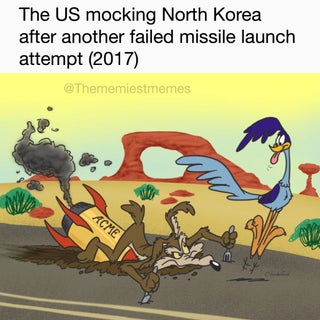 The US mocking North Korea
after another failed missile launch
attempt (2017)
@Thememiestmemes
ACME